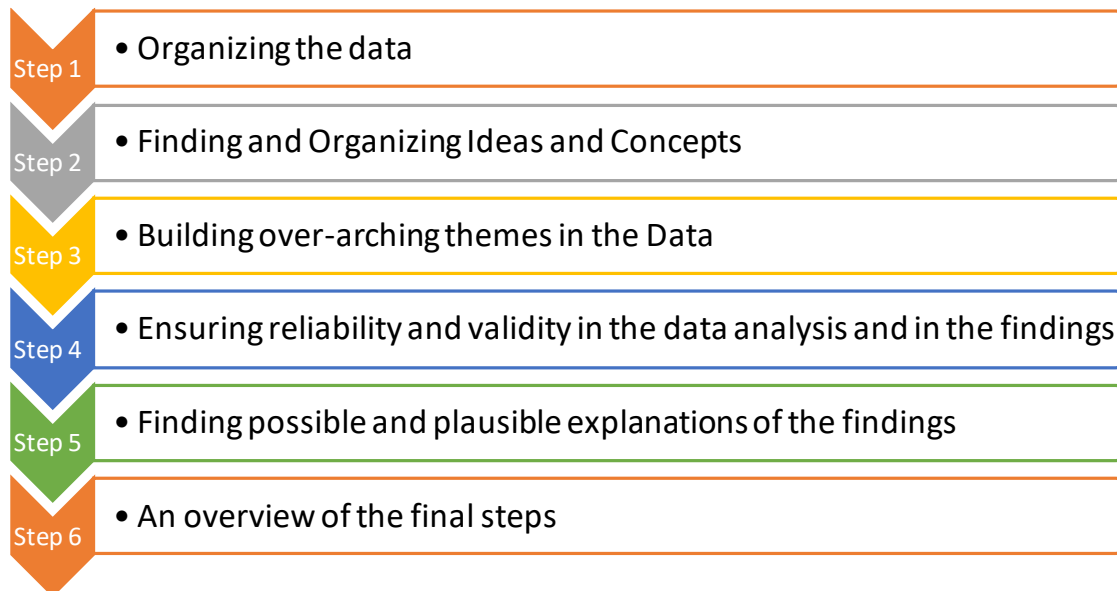 Step 1
• Organizing the data
Step 2
• Finding and Organizing Ideas and Concepts
Step 3
• Building over-arching themes in the Data
Step 4
• Ensuring reliability and validity in the data analysis and in the findings
Step 5
• Finding possible and plausible explanations of the findings
Step 6
• An overview of the final steps